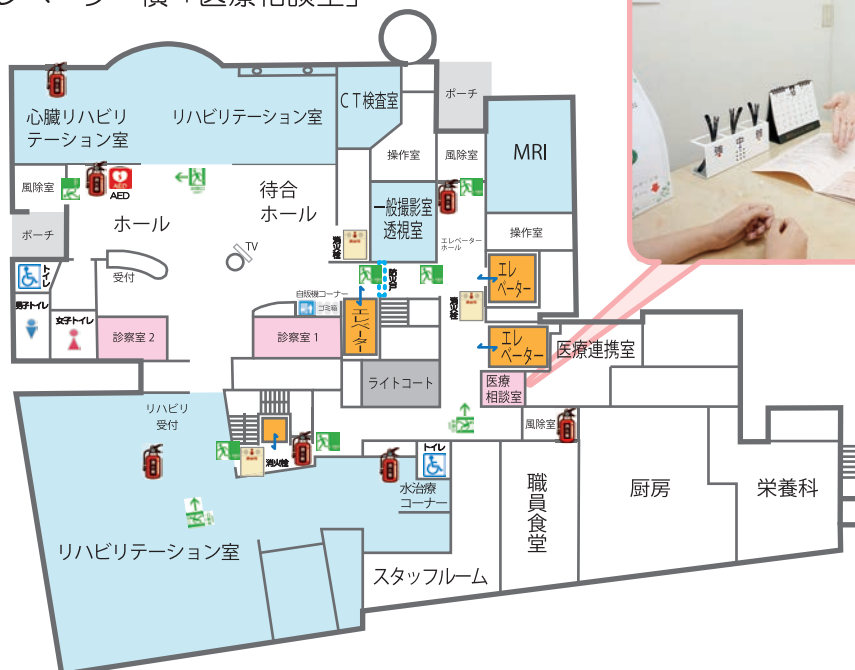 ベーター横「医療相談室」
心臓リハビリ
テーション室
リハビリテーション室
CT検査室
ポーチ
操作室
風除室
MRI
風除室
AED
ホール
待合
ホール
一般撮影室
透視室
エレベーター
ホール
操作室
ポーチ
受付
TV
消火栓
トイレ
男子トイレ
女子トイレ
自販機コーナー
ゴミ箱
防火戸
エレ
ベーター
消火栓
診察室2
診察室1
エレベーター
エレ
ベーター
医療連携室
ライトコート
医療
相談室
リハビリ
受付
風除室
消火栓
トイレ
水治療
コーナー
職員食堂
厨房
栄養科
リハビリテーション室
スタッフルーム